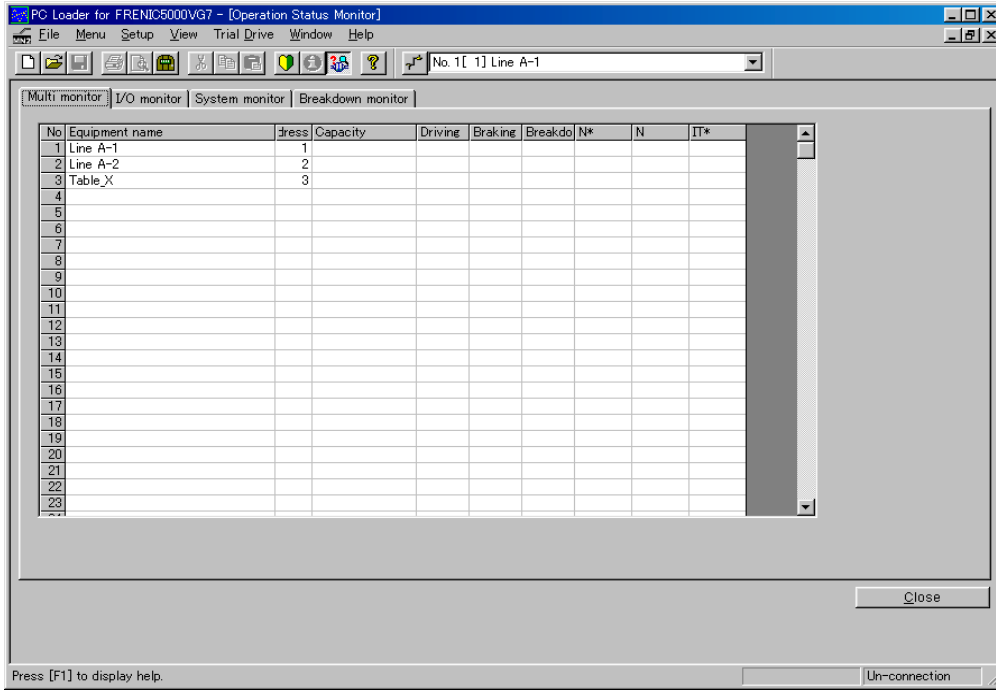 PC Loader for FRENIC5000VG7 - [Operation Status Monitor]
File Menu Setup View Trial Drive Window Help
No. 1[ 1] Line A-1
Multi monitor I/O monitor System monitor Breakdown monitor
No Equipment name dress Capacity Driving Braking Breakdo N* N IT*
1 Line A-1 1
2 Line A-2 2
3 Table_X 3
4
5
6
7
8
9
10
11
12
13
14
15
16
17
18
19
20
21
22
23
Close
Press [F1] to display help. Un-connection